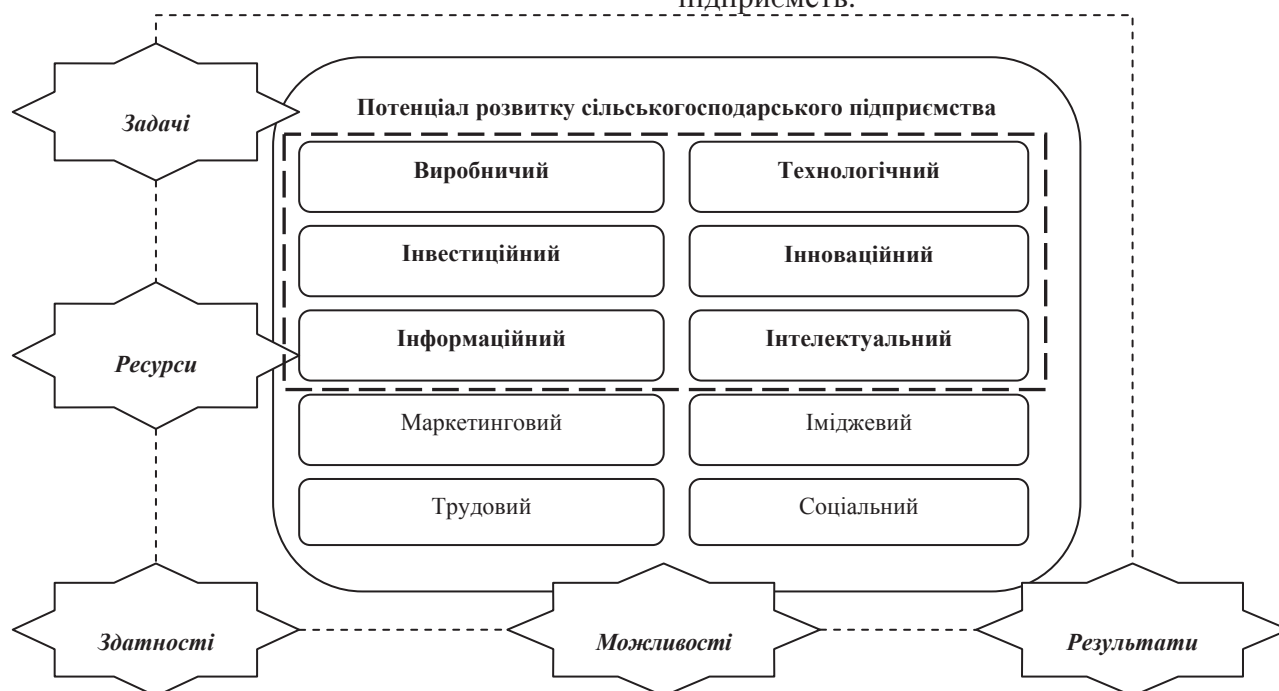 підприємств.
Потенціал розвитку сільськогосподарського підприємства
Задачі
Виробничий
Технологічний
Інвестиційний
Інноваційний
Інформаційний
Інтелектуальний
Ресурси
Маркетинговий
Іміджевий
Трудовий
Соціальний
Здатності
Можливості
Результати